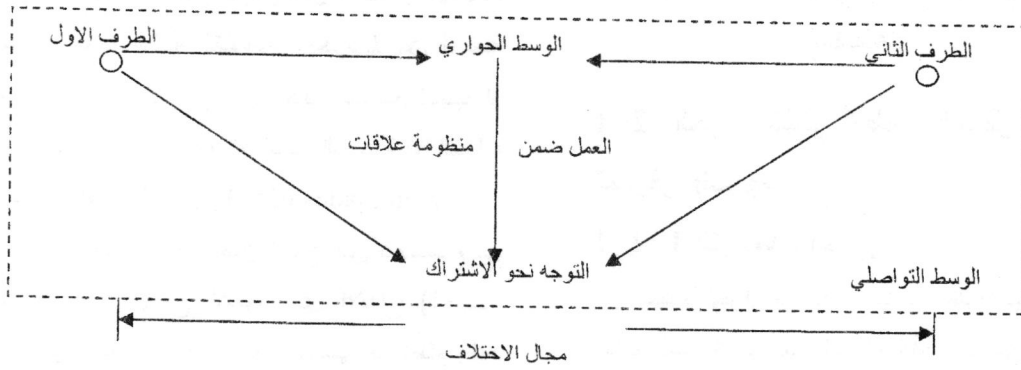 الطرف الثاني الوسط الحواري الطرف الاول
العمل ضمن منظومة علاقات
التوجه نحو الاشتراك
الوسط التواصلي
مجال الاختلاف